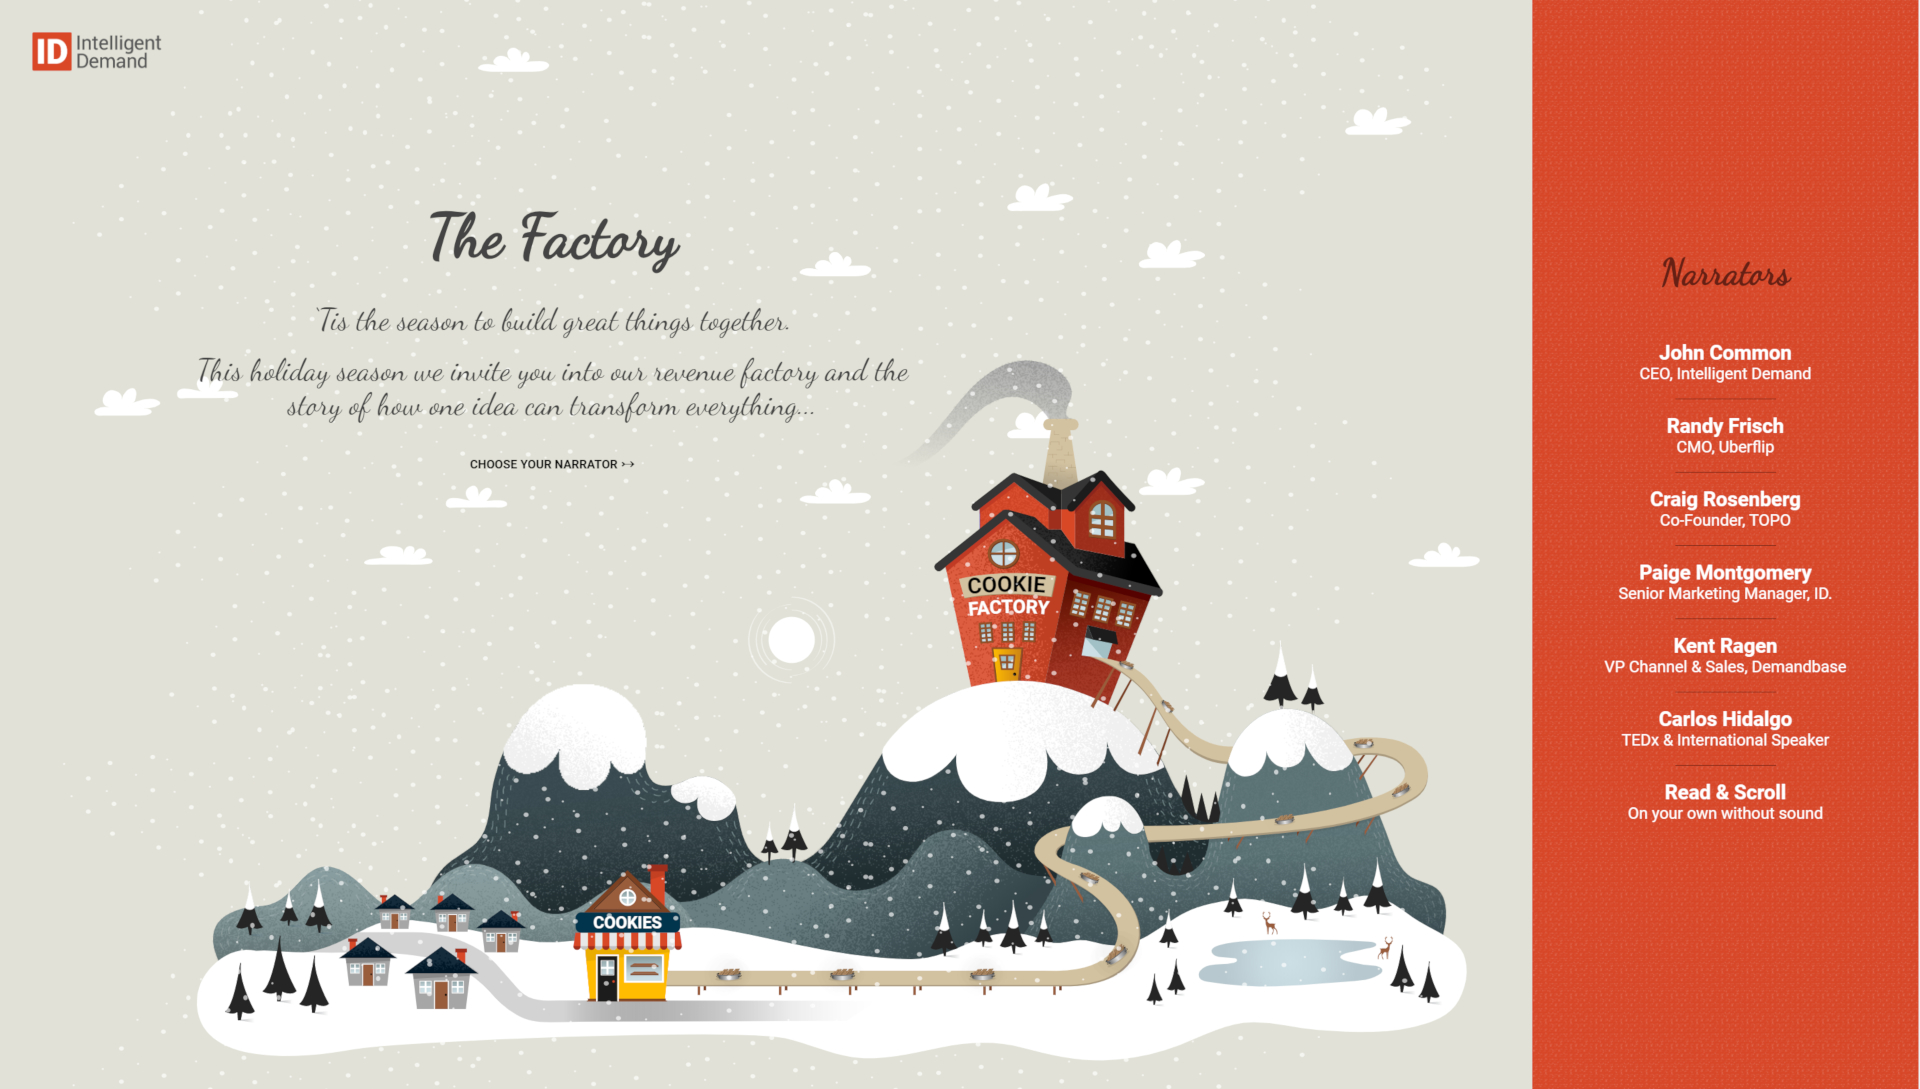 ID Intelligent
Demand
The Factory
'Tis the season to build great things together.
This holiday season we invite you into our revenue factory and the
story of how one idea can transform everything...
CHOOSE YOUR NARRATOR
COOKIE
FACTORY
COOKIES
Narrators
John Common
CEO, Intelligent Demand
Randy Frisch
CMO, Uberflip
Craig Rosenberg
Co-Founder, TOPO
Paige Montgomery
Senior Marketing Manager, ID.
Kent Ragen
VP Channel & Sales, Demandbase
Carlos Hidalgo
TEDx & International Speaker
Read & Scroll
On your own without sound